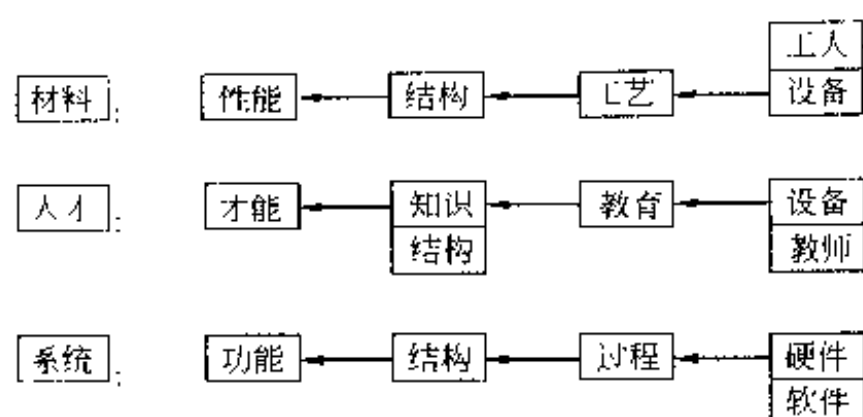 工人
材料: 性能 结构 工艺 设备
人才: 才能 知识 教育 设备
结构 教师
系统: 功能 结构 过程 硬件
软件